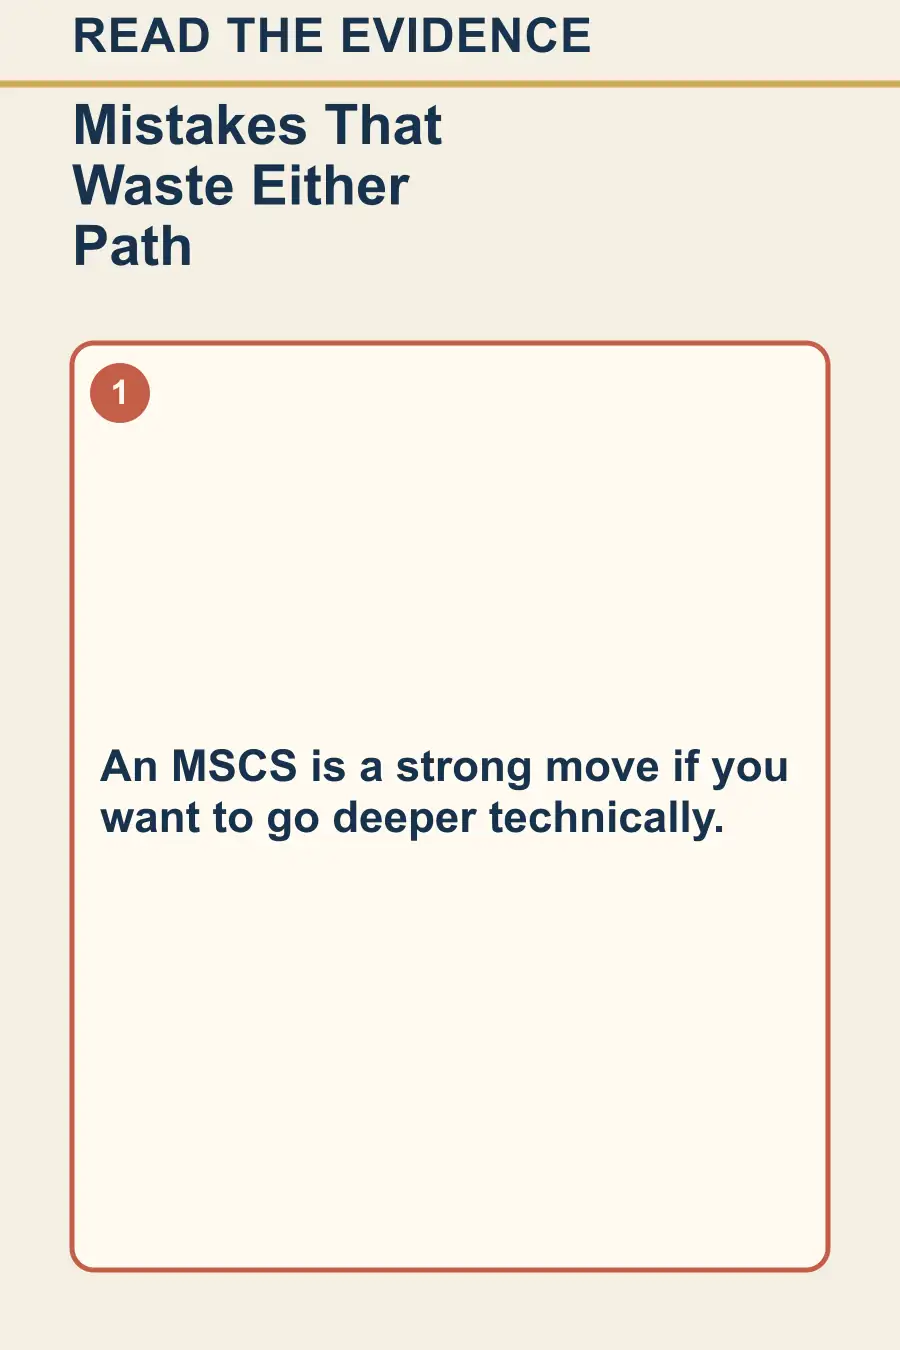 READ THE EVIDENCE
Mistakes That
Waste Either
Path
1
An MSCS is a strong move if you
want to go deeper technically.